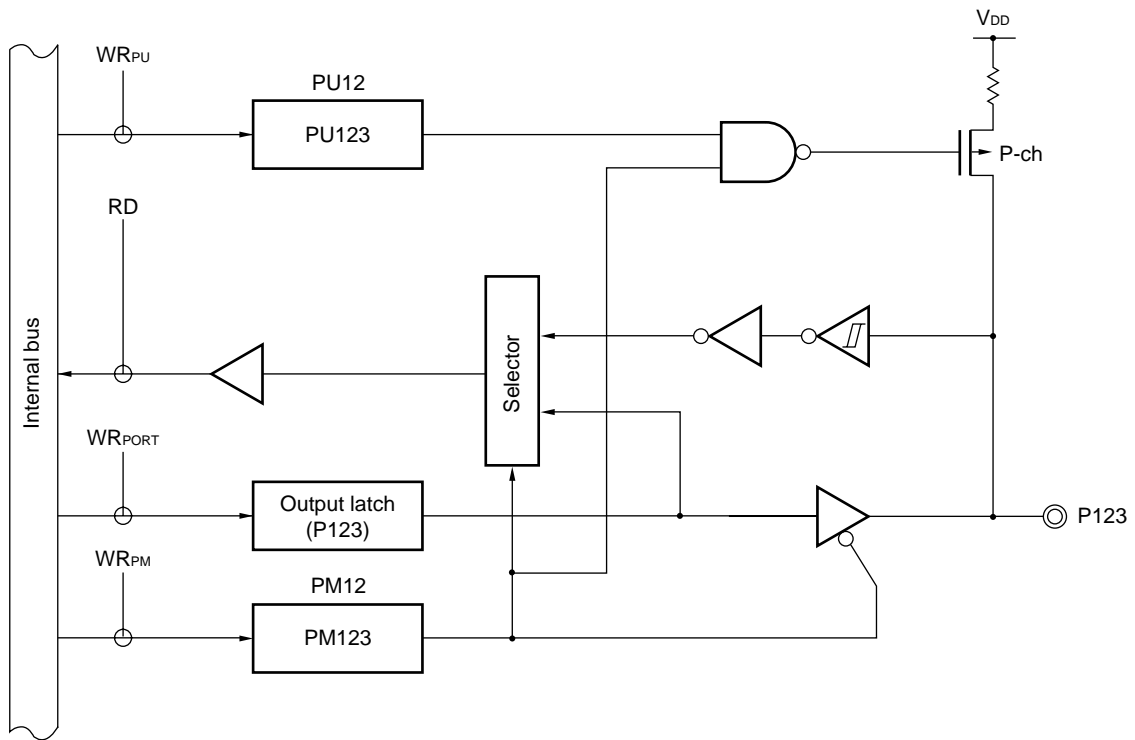 VDD
WRPU
PU12
PU123
P-ch
RD
Internal bus
Selector
WRPORT
Output latch
(P123)
P123
WRPM
PM12
PM123